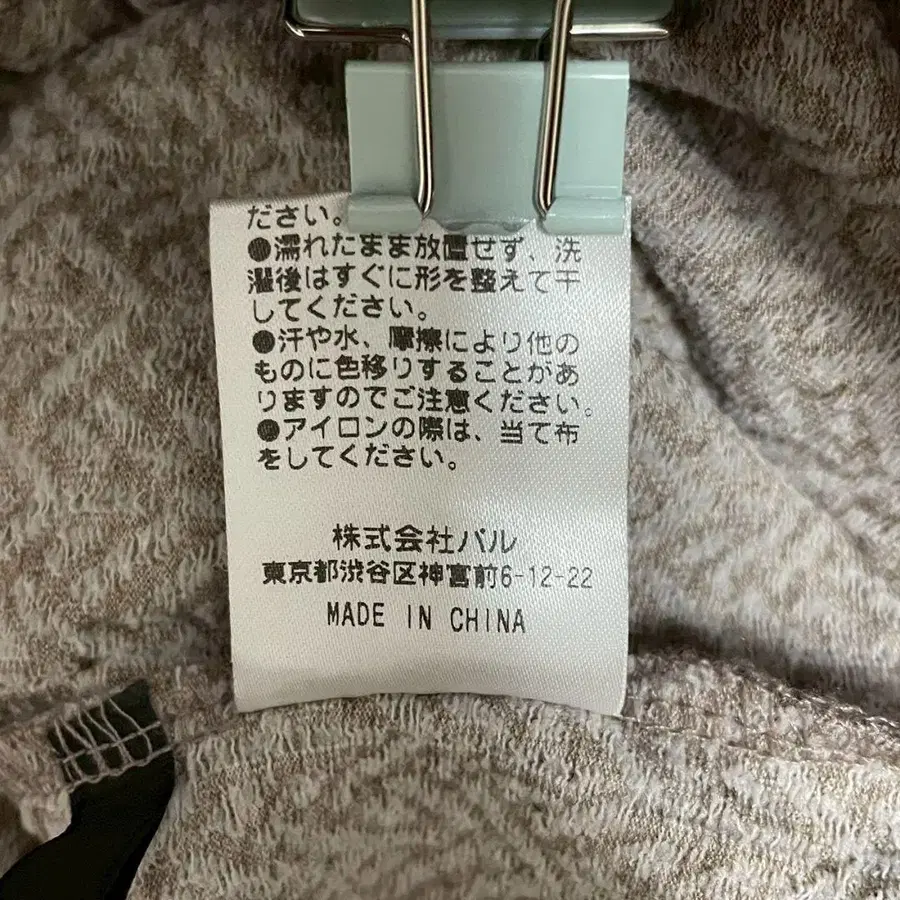 ださい。
●濡れたまま放置せず、洗
濯後はすぐに形を整えて干
してください。
●汗や水、摩擦により他の
ものに色移りすることがあ
りますのでご注意ください。
●アイロンの際は、当て布
をしてください。
株式会社パル
東京都渋谷区神宮前6-12-22
MADE IN CHINA